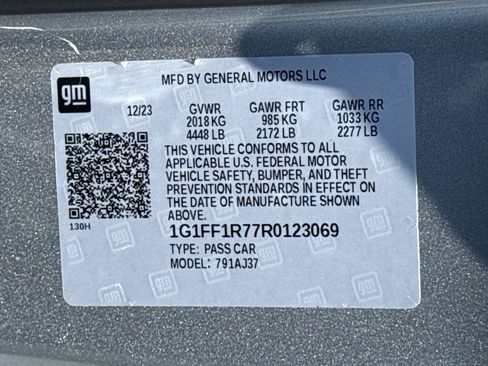 gm
MFD BY GENERAL MOTORS LLC
12/23 GVWR GAWR FRT GAWR RR
2018 KG 985 KG 1033 KG
4448 LB 2172 LB 2277 LB
THIS VEHICLE CONFORMS TO ALL
APPLICABLE U.S. FEDERAL MOTOR
VEHICLE SAFETY, BUMPER, AND THEFT
PREVENTION STANDARDS IN EFFECT ON
THE DATE OF MANUFACTURE SHOWN
ABOVE.
130H
1G1FF1R77R0123069
TYPE: PASS CAR
MODEL: 791AJ37